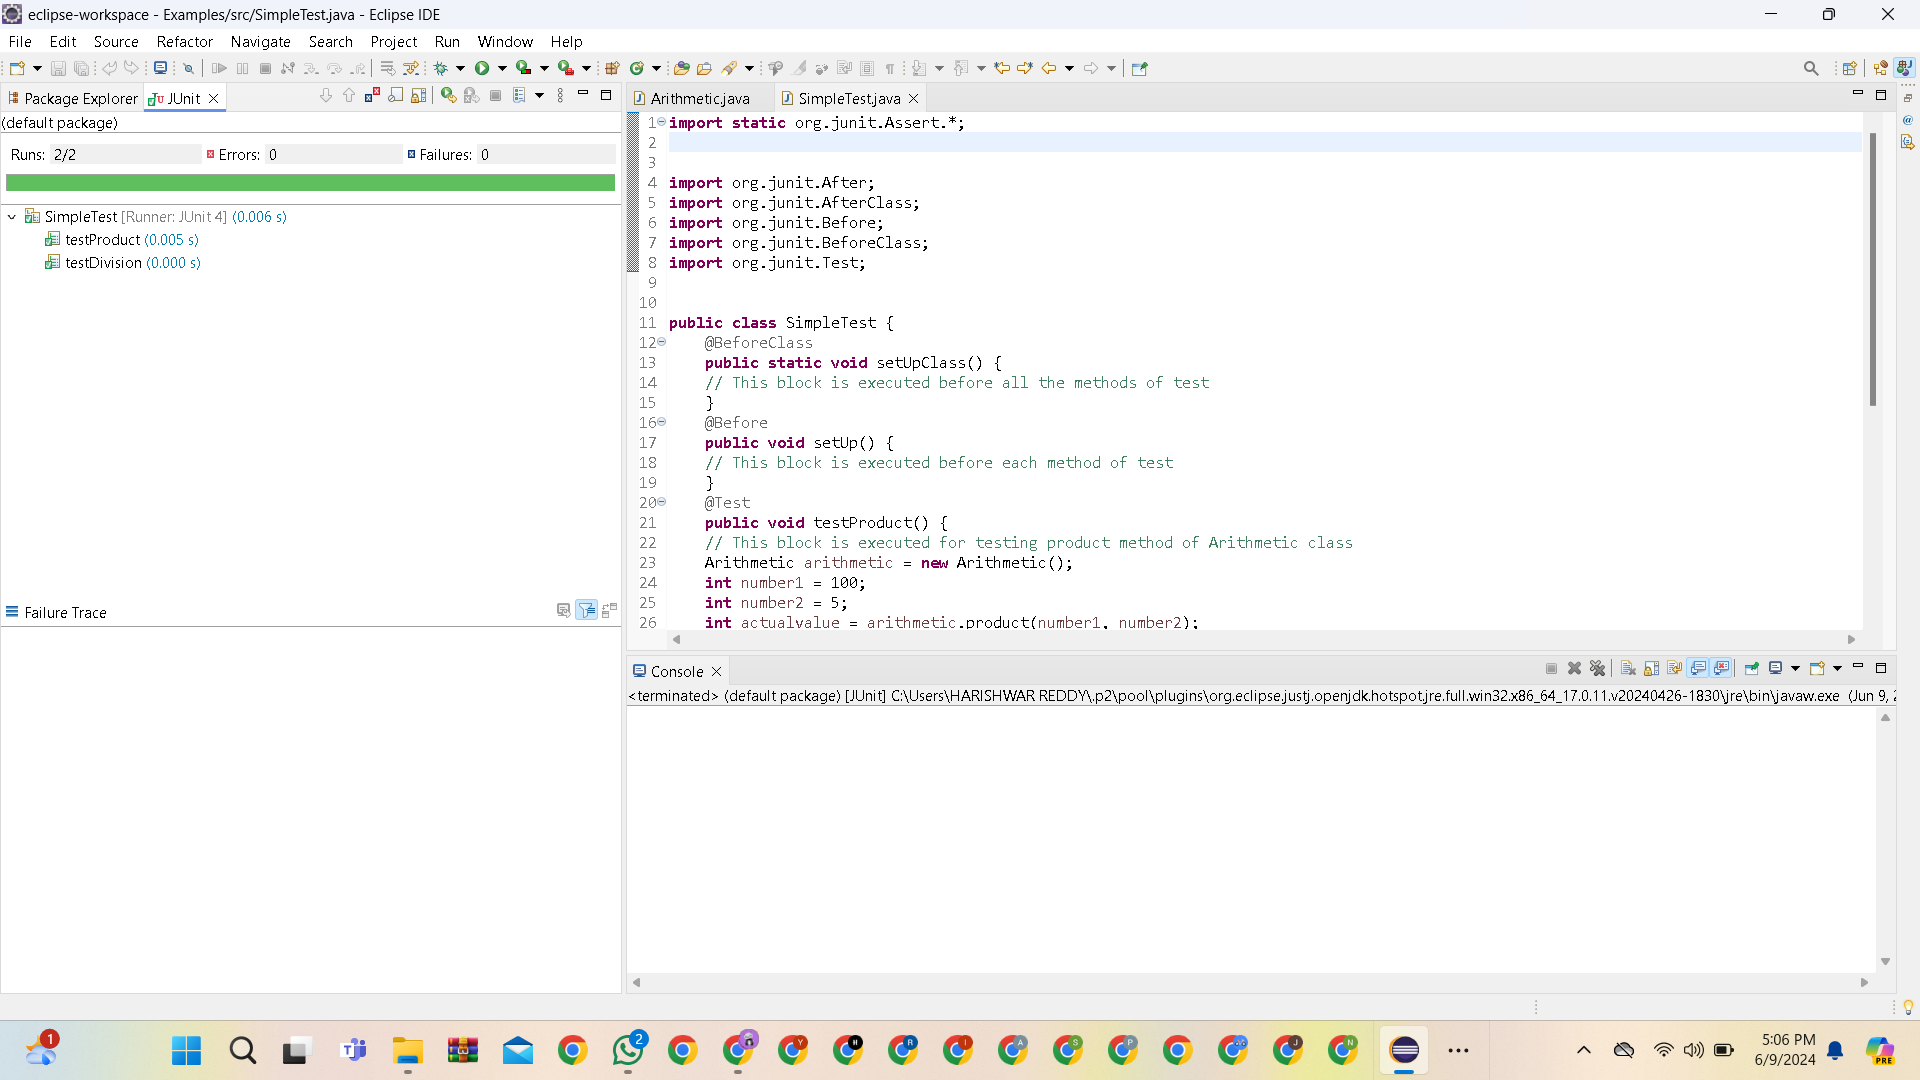 eclipse-workspace - Examples/src/SimpleTest.java - Eclipse IDE
File Edit Source Refactor Navigate Search Project Run Window Help
Package Explorer JUnit
(default package)
Runs: 2/2 Errors: 0 Failures: 0
SimpleTest [Runner: JUnit 4] (0.006 s)
testProduct (0.005 s)
testDivision (0.000 s)
Failure Trace
Arithmetic.java SimpleTest.java
1 import static org.junit.Assert.*;
2
3
4 import org.junit.After;
5 import org.junit.AfterClass;
6 import org.junit.Before;
7 import org.junit.BeforeClass;
8 import org.junit.Test;
9
10
11 public class SimpleTest {
12 @BeforeClass
13 public static void setUpClass() {
14 // This block is executed before all the methods of test
15 }
16 @Before
17 public void setUp() {
18 // This block is executed before each method of test
19 }
20 @Test
21 public void testProduct() {
22 // This block is executed for testing product method of Arithmetic class
23 Arithmetic arithmetic = new Arithmetic();
24 int number1 = 100;
25 int number2 = 5;
26 int actualvalue = arithmetic.product(number1, number2);
Console
<terminated> (default package) [JUnit] C:\Users\HARISHWAR REDDY\.p2\pool\plugins\org.eclipse.justj.openjdk.hotspot.jre.full.win32.x86_64_17.0.11.v20240426-1830\jre\bin\javaw.exe (Jun 9, 2
1
2
5:06 PM
6/9/2024
PRE